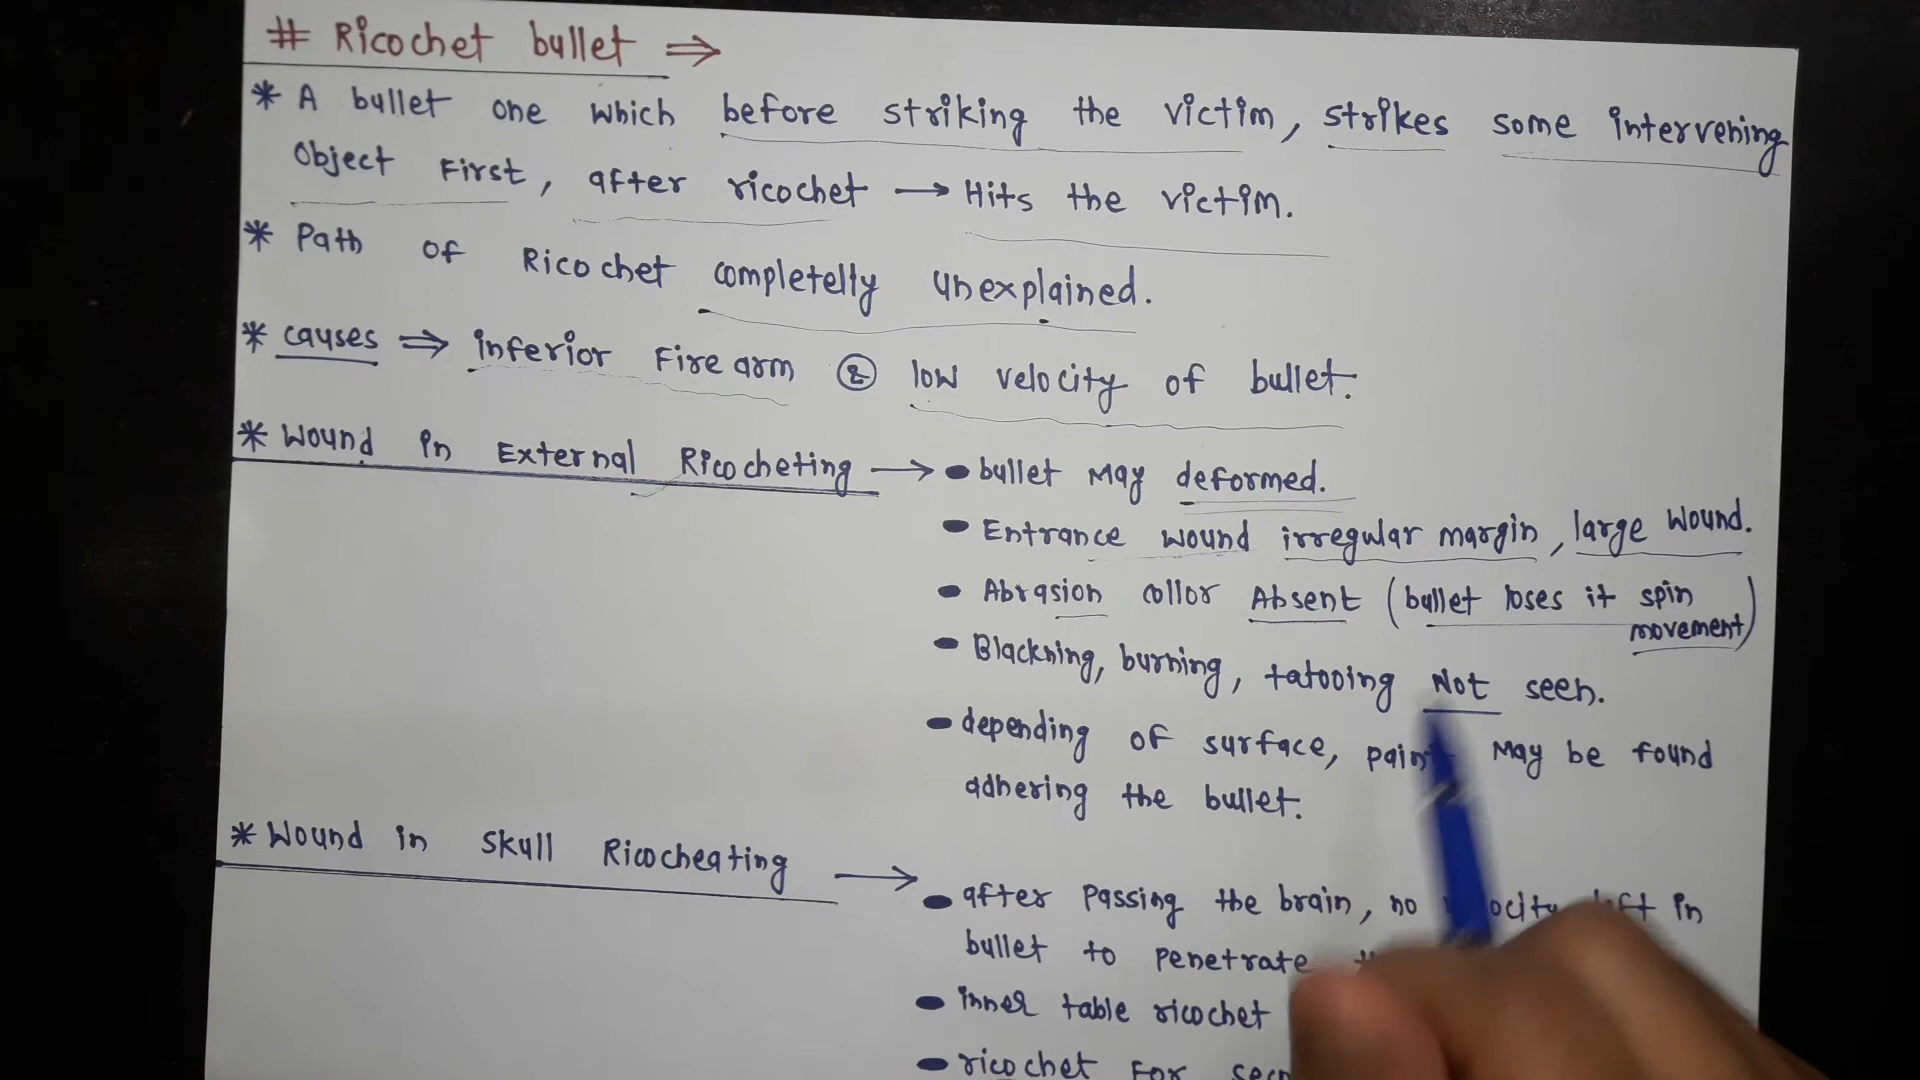 # Ricochet bullet ⇒
* A bullet one which before striking the victim, strikes some intervening
Object First, after ricochet → Hits the victim.
* Path of Ricochet completelly unexplained.
* causes ⇒ inferior Fire arm & low velocity of bullet.
* Wound in External Ricocheting → • bullet may deformed.
• Entrance wound irregular margin, large wound.
• Abrasion collor Absent (bullet loses it spin
movement)
• Blackning, burning, tatooing Not seen.
• depending of surface, paint may be found
adhering the bullet.
* Wound in Skull Ricocheating →
• after Passing the brain, no left in
bullet to penetrate
• inner table ricochet
• ricochet For